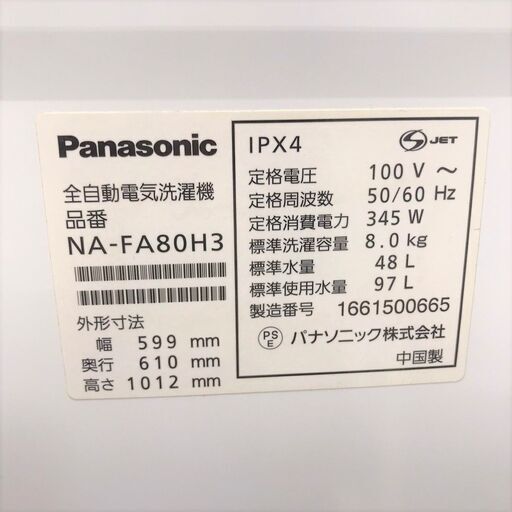 Panasonic
全自動電気洗濯機
品番
NA-FA80H3
外形寸法
幅 599 mm
奥行 610 mm
高さ 1012 mm
IPX4
S JET
定格電圧 100 V ～
定格周波数 50/60 Hz
定格消費電力 345 W
標準洗濯容量 8.0 kg
標準水量 48 L
標準使用水量 97 L
製造番号 1661500665
PS
E パナソニック株式会社
中国製